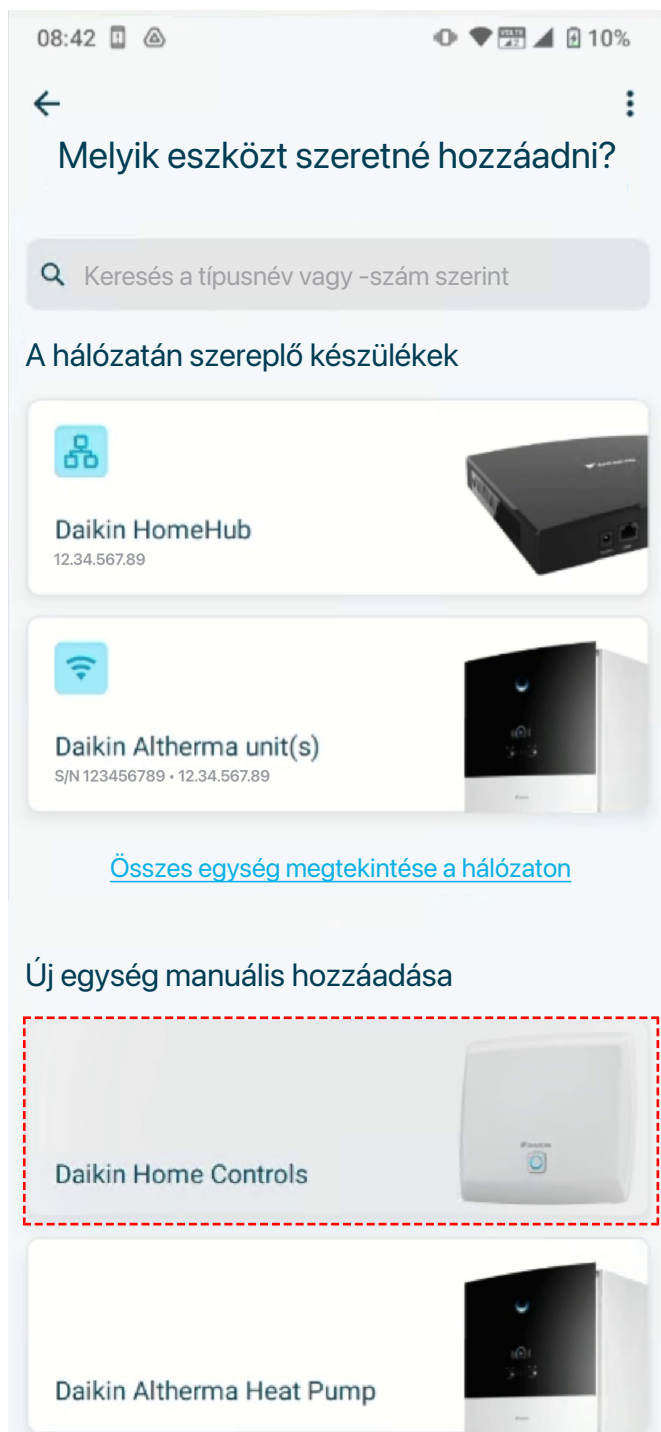 08:42
10%
Melyik eszközt szeretné hozzáadni?
Keresés a típusnév vagy -szám szerint
A hálózatán szereplő készülékek
Daikin HomeHub
12.34.567.89
Daikin Altherma unit(s)
S/N 123456789 • 12.34.567.89
Összes egység megtekintése a hálózaton
Új egység manuális hozzáadása
Daikin Home Controls
Daikin Altherma Heat Pump